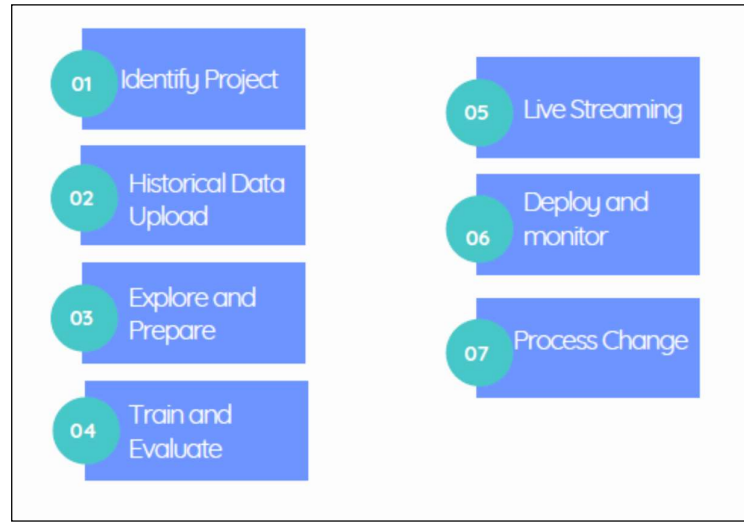 01
Identify Project
02
Historical Data
Upload
03
Explore and
Prepare
04
Train and
Evaluate
05
Live Streaming
06
Deploy and
monitor
07
Process Change